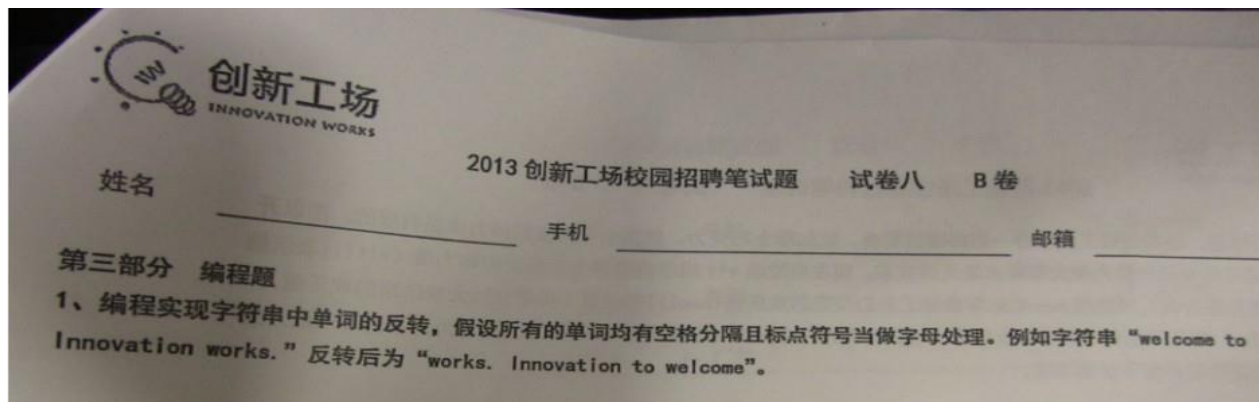 IW
创新工场
INNOVATION WORKS
2013 创新工场校园招聘笔试题 试卷八 B 卷
姓名 手机 邮箱
第三部分 编程题
1、编程实现字符串中单词的反转，假设所有的单词均有空格分隔且标点符号当做字母处理。例如字符串“welcome to
Innovation works.”反转后为“works. Innovation to welcome”。